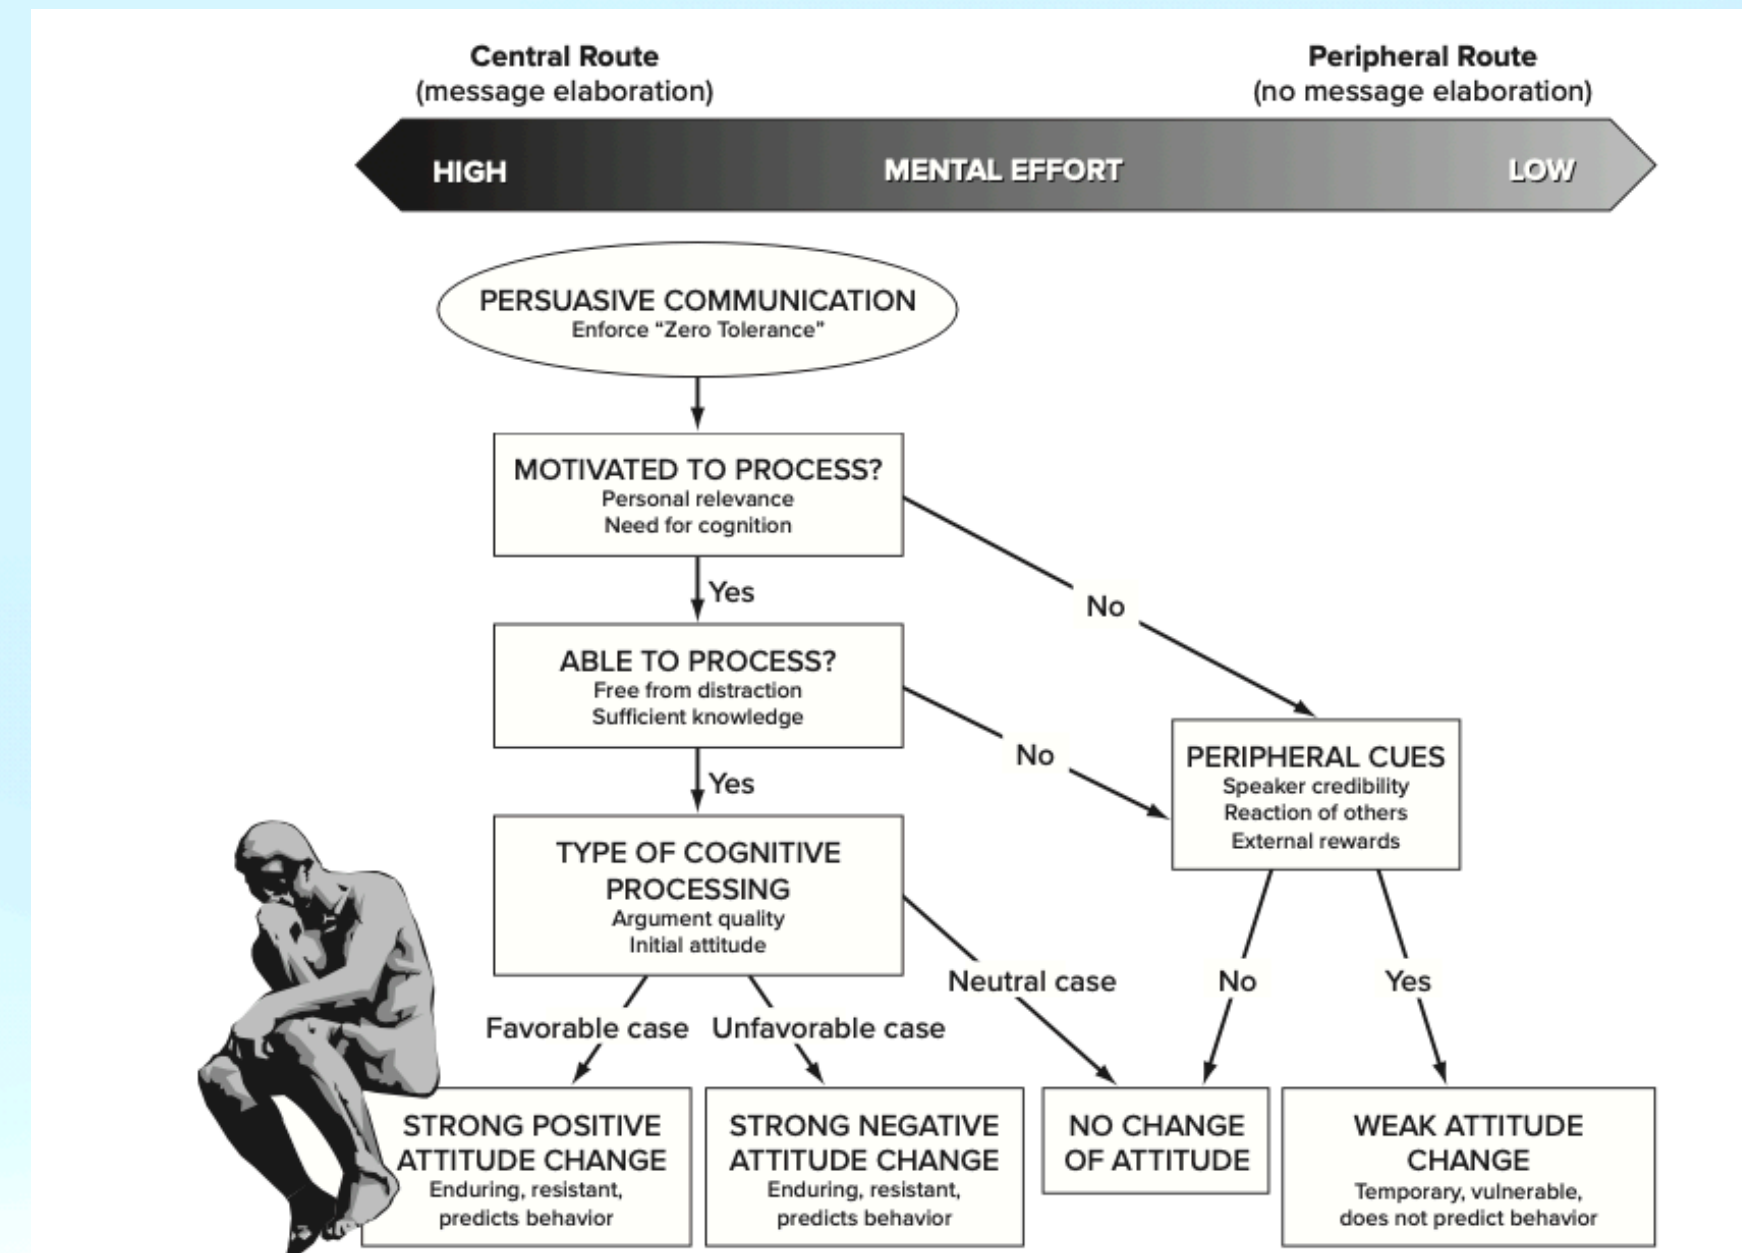 Central Route
(message elaboration)
Peripheral Route
(no message elaboration)
HIGH
MENTAL EFFORT
LOW
PERSUASIVE COMMUNICATION
Enforce “Zero Tolerance”
MOTIVATED TO PROCESS?
Personal relevance
Need for cognition
Yes
No
ABLE TO PROCESS?
Free from distraction
Sufficient knowledge
Yes
No
PERIPHERAL CUES
Speaker credibility
Reaction of others
External rewards
TYPE OF COGNITIVE
PROCESSING
Argument quality
Initial attitude
Neutral case
No
Yes
Favorable case
Unfavorable case
STRONG POSITIVE
ATTITUDE CHANGE
Enduring, resistant,
predicts behavior
STRONG NEGATIVE
ATTITUDE CHANGE
Enduring, resistant,
predicts behavior
NO CHANGE
OF ATTITUDE
WEAK ATTITUDE
CHANGE
Temporary, vulnerable,
does not predict behavior